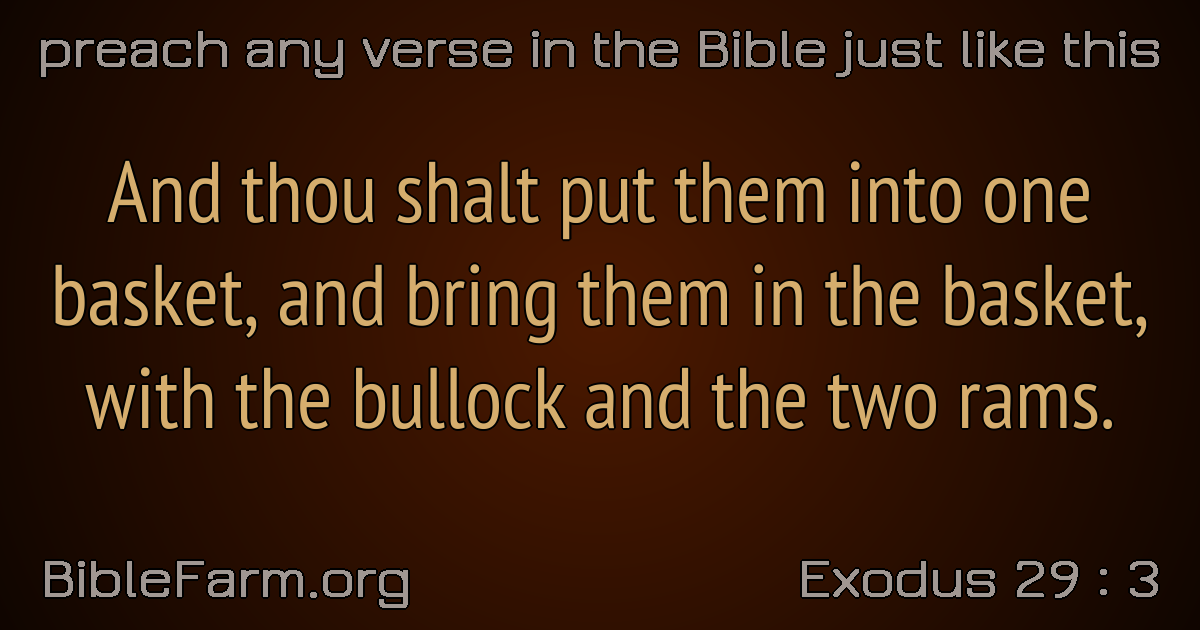 preach any verse in the Bible just like this
And thou shalt put them into one
basket, and bring them in the basket,
with the bullock and the two rams.
BibleFarm.org
Exodus 29 : 3